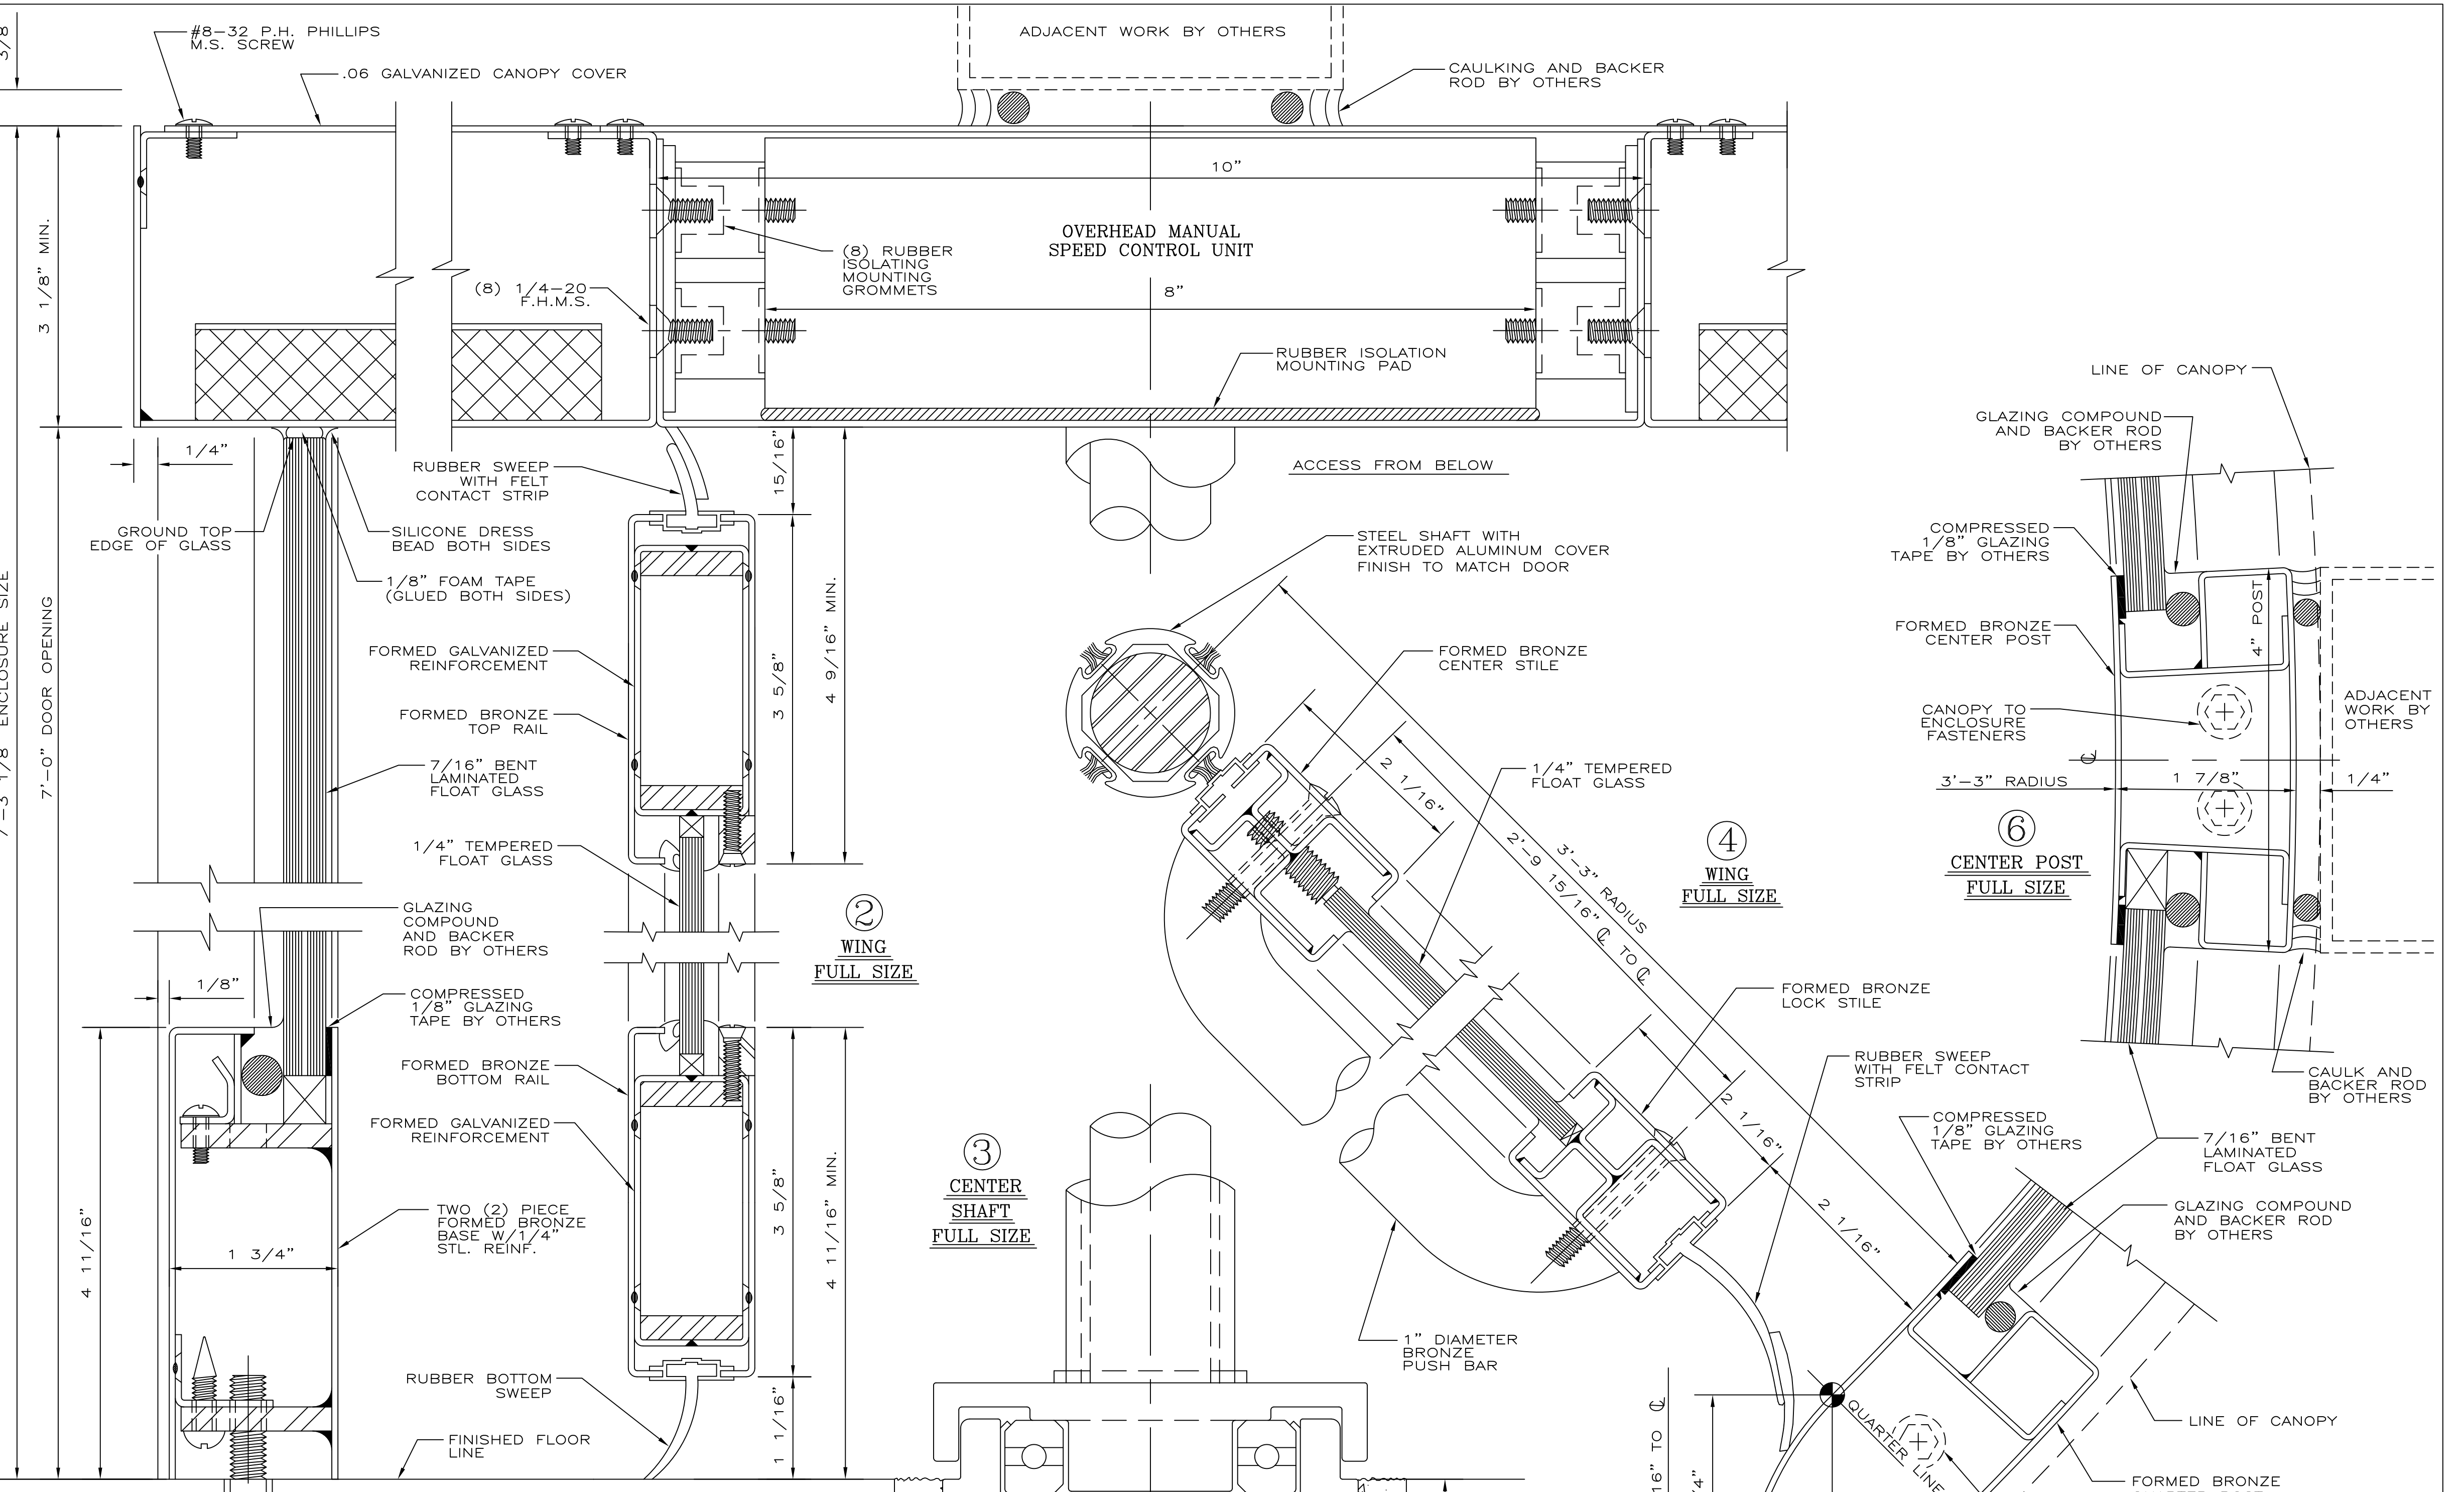 3/8
#8-32 P.H. PHILLIPS
M.S. SCREW
.06 GALVANIZED CANOPY COVER
ADJACENT WORK BY OTHERS
CAULKING AND BACKER
ROD BY OTHERS
3 1/8" MIN.
10"
OVERHEAD MANUAL
SPEED CONTROL UNIT
(8) RUBBER
ISOLATING
MOUNTING
GROMMETS
(8) 1/4-20
F.H.M.S.
8"
RUBBER ISOLATION
MOUNTING PAD
ACCESS FROM BELOW
1/4"
RUBBER SWEEP
WITH FELT
CONTACT STRIP
15/16"
GROUND TOP
EDGE OF GLASS
SILICONE DRESS
BEAD BOTH SIDES
1/8" FOAM TAPE
(GLUED BOTH SIDES)
7'-3 1/8" ENCLOSURE SIZE
7'-0" DOOR OPENING
FORMED GALVANIZED
REINFORCEMENT
FORMED BRONZE
TOP RAIL
3 5/8"
4 9/16" MIN.
7/16" BENT
LAMINATED
FLOAT GLASS
1/4" TEMPERED
FLOAT GLASS
GLAZING
COMPOUND
AND BACKER
ROD BY OTHERS
2
WING
FULL SIZE
1/8"
COMPRESSED
1/8" GLAZING
TAPE BY OTHERS
FORMED BRONZE
BOTTOM RAIL
FORMED GALVANIZED
REINFORCEMENT
4 11/16"
TWO (2) PIECE
FORMED BRONZE
BASE W/1/4"
STL. REINF.
1 3/4"
3 5/8"
4 11/16" MIN.
RUBBER BOTTOM
SWEEP
1 1/16"
FINISHED FLOOR
LINE
3
CENTER
SHAFT
FULL SIZE
STEEL SHAFT WITH
EXTRUDED ALUMINUM COVER
FINISH TO MATCH DOOR
FORMED BRONZE
CENTER STILE
1/4" TEMPERED
FLOAT GLASS
2 1/16"
3'-3" RADIUS
2'-9 15/16" ℄ TO ℄
4
WING
FULL SIZE
FORMED BRONZE
LOCK STILE
RUBBER SWEEP
WITH FELT CONTACT
STRIP
2 1/16"
2 1/16"
1" DIAMETER
BRONZE
PUSH BAR
LINE OF CANOPY
GLAZING COMPOUND
AND BACKER ROD
BY OTHERS
COMPRESSED
1/8" GLAZING
TAPE BY OTHERS
FORMED BRONZE
CENTER POST
4" POST
CANOPY TO
ENCLOSURE
FASTENERS
ADJACENT
WORK BY
OTHERS
℄
3'-3" RADIUS
1 7/8"
1/4"
6
CENTER POST
FULL SIZE
CAULK AND
BACKER ROD
BY OTHERS
COMPRESSED
1/8" GLAZING
TAPE BY OTHERS
7/16" BENT
LAMINATED
FLOAT GLASS
GLAZING COMPOUND
AND BACKER ROD
BY OTHERS
QUARTER LINE
LINE OF CANOPY
FORMED BRONZE
16" TO ℄
/4"